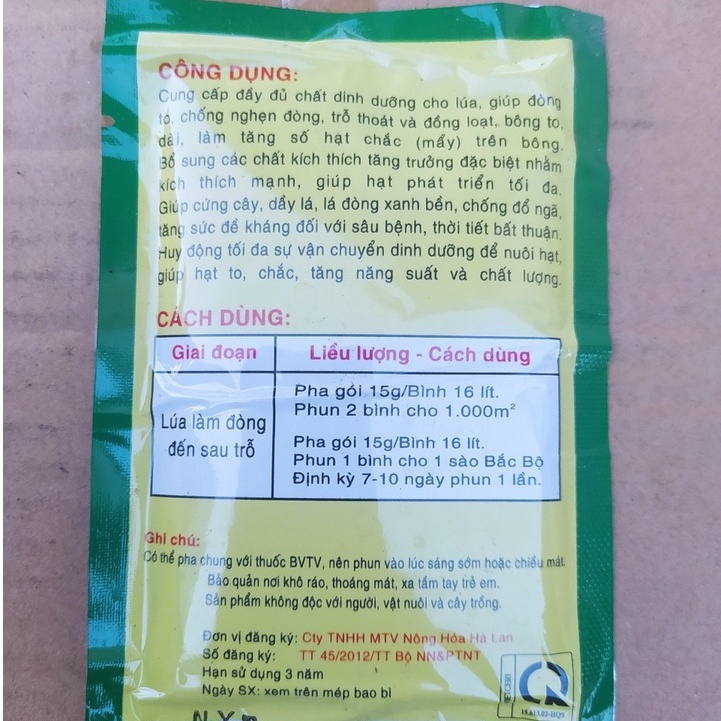 CÔNG DỤNG:
Cung cấp đầy đủ chất dinh dưỡng cho lúa, giúp đòng
tó, chống nghẹn đòng, trỗ thoát và đồng loạt, bông to,
dài, làm tăng số hạt chắc (mẩy) trên bông.
Bổ sung các chất kích thích tăng trưởng đặc biệt nhằm
kích thích mạnh, giúp hạt phát triển tối đa.
Giúp cứng cây, dầy lá, lá đòng xanh bền, chống đổ ngã,
tăng sức đề kháng đối với sâu bệnh, thời tiết bất thuận.
Huy động tối đa sự vận chuyển dinh dưỡng để nuôi hạt,
giúp hạt to, chắc, tăng năng suất và chất lượng.
CÁCH DÙNG:
Giai đoạn
Liều lượng - Cách dùng
Lúa làm đòng
đến sau trỗ
Pha gói 15g/Bình 16 lít.
Phun 2 bình cho 1.000m²
Pha gói 15g/Bình 16 lít.
Phun 1 bình cho 1 sào Bắc Bộ
Định kỳ 7-10 ngày phun 1 lần.
Ghi chú:
Có thể pha chung với thuốc BVTV, nên phun vào lúc sáng sớm hoặc chiều mát.
Bảo quản nơi khô ráo, thoáng mát, xa tầm tay trẻ em.
Sản phẩm không độc với người, vật nuôi và cây trồng.
Đơn vị đăng ký: Cty TNHH MTV Nông Hóa Hà Lan
Số đăng ký: TT 45/2012/TT Bộ NN&PTNT
Hạn sử dụng 3 năm
Ngày SX: xem trên mép bao bì